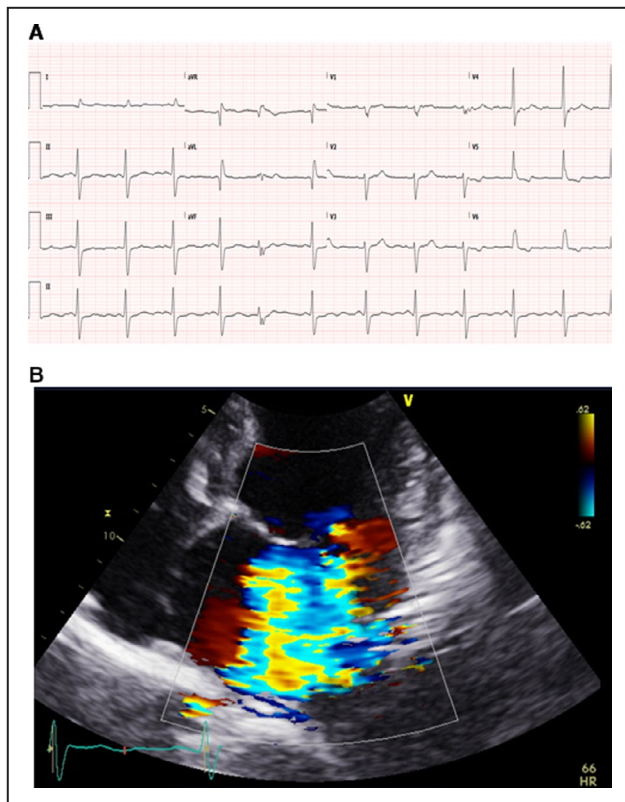 A
I aVR V1 V4
II aVL V2 V5
III aVF V3 V6
II
B
V
5
.62
x
10
-.62
66
HR